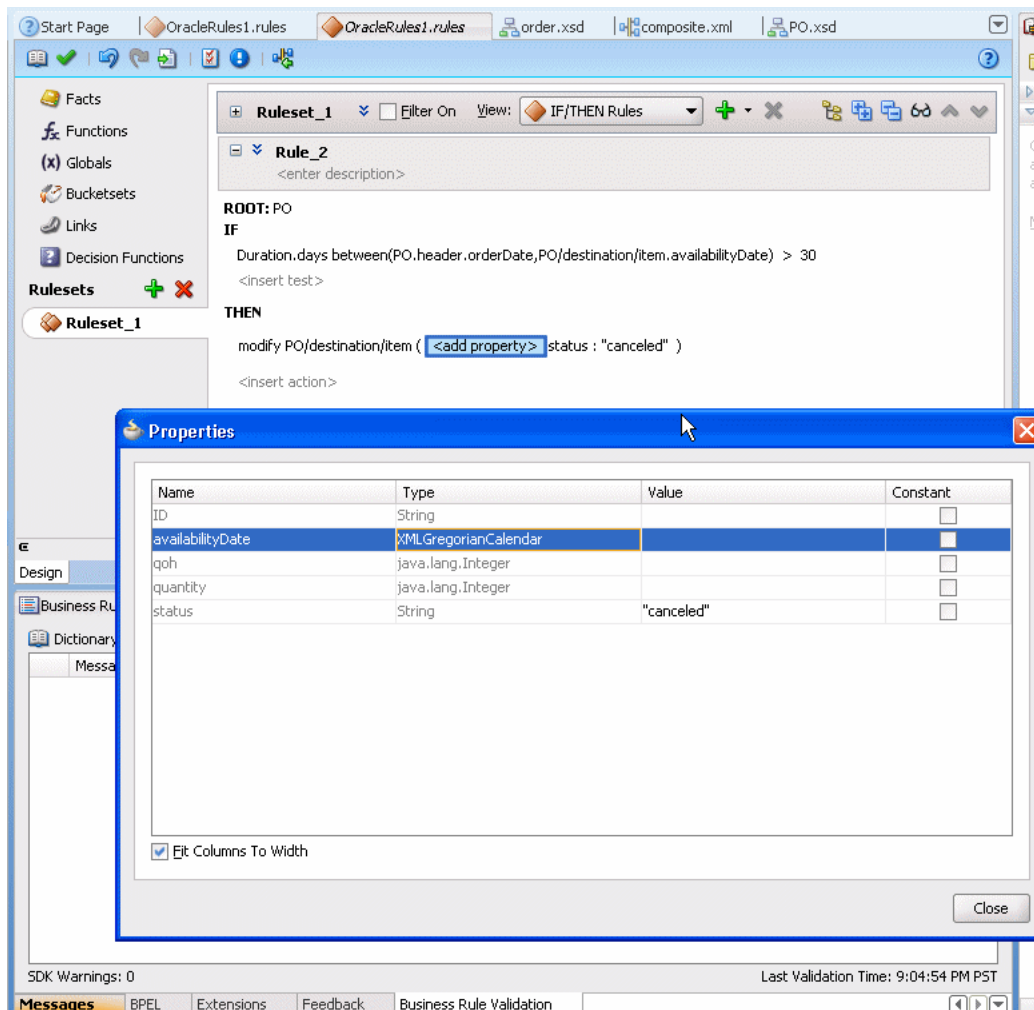 Start Page OracleRules1.rules OracleRules1.rules order.xsd composite.xml PO.xsd
Facts
Functions
Globals
Bucketsets
Links
Decision Functions
Rulesets
Ruleset_1
Ruleset_1 Filter On View: IF/THEN Rules
Rule_2
<enter description>
ROOT: PO
IF
Duration.days between(PO.header.orderDate,PO/destination/item.availabilityDate) > 30
<insert test>
THEN
modify PO/destination/item ( <add property> status : "canceled" )
<insert action>
Design
Properties
Name Type Value Constant
ID String
availabilityDate XMLGregorianCalendar
qoh java.lang.Integer
quantity java.lang.Integer
status String "canceled"
Fit Columns To Width
Close
Business Ru
Dictionary
Messa
SDK Warnings: 0 Last Validation Time: 9:04:54 PM PST
Messages BPEL Extensions Feedback Business Rule Validation